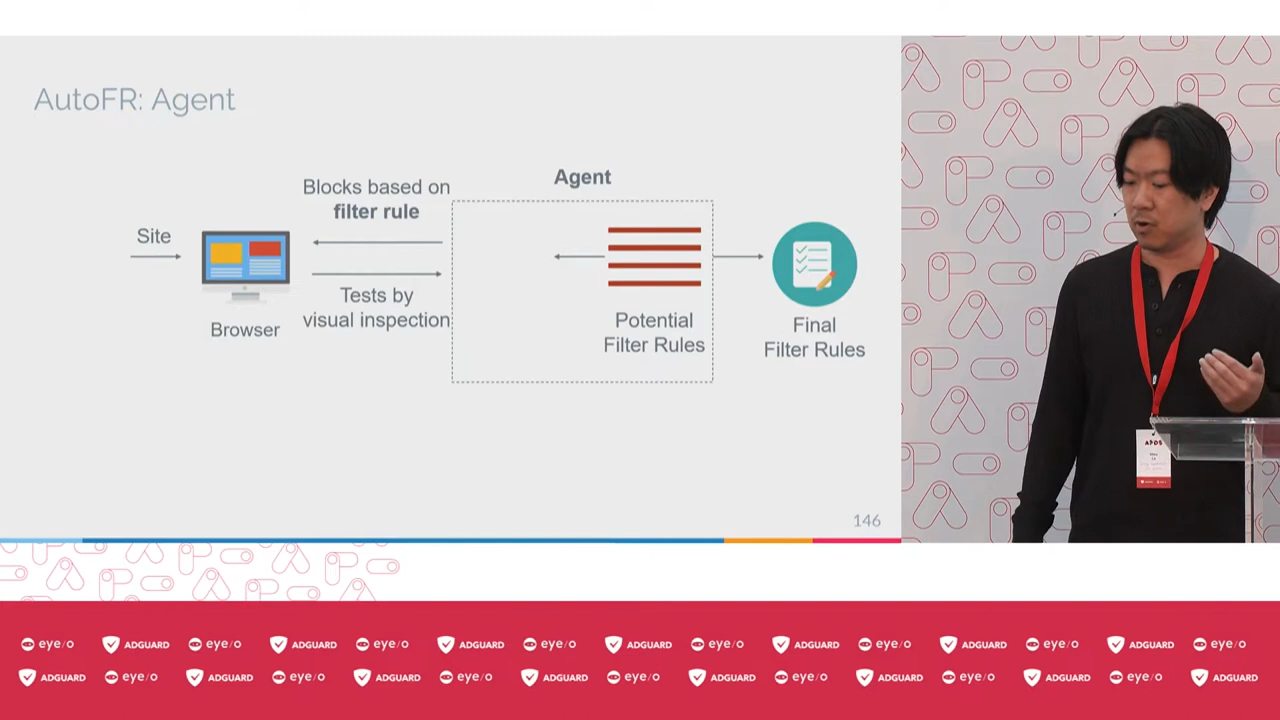 AutoFR: Agent
Site
Browser
Blocks based on
filter rule
Tests by
visual inspection
Agent
Potential
Filter Rules
Final
Filter Rules
146
eye/o ADGUARD eye/o ADGUARD eye/o ADGUARD eye/o ADGUARD eye/o ADGUARD eye/o ADGUARD eye/o ADGUARD eye/o
ADGUARD eye/o ADGUARD eye/o ADGUARD eye/o ADGUARD eye/o ADGUARD eye/o ADGUARD eye/o ADGUARD eye/o ADGUARD